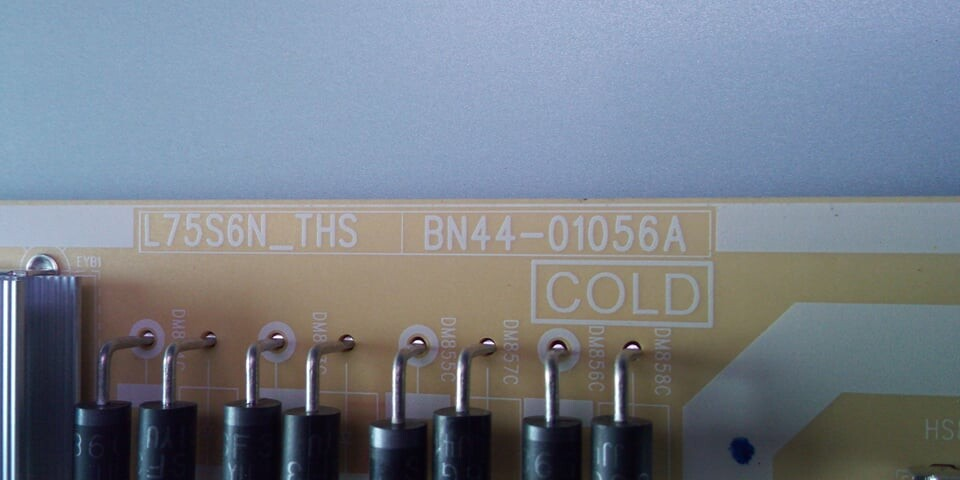 L75S6N_THS BN44-01056A
COLD
EYB1
DM855C DM857C DM856C DM858C